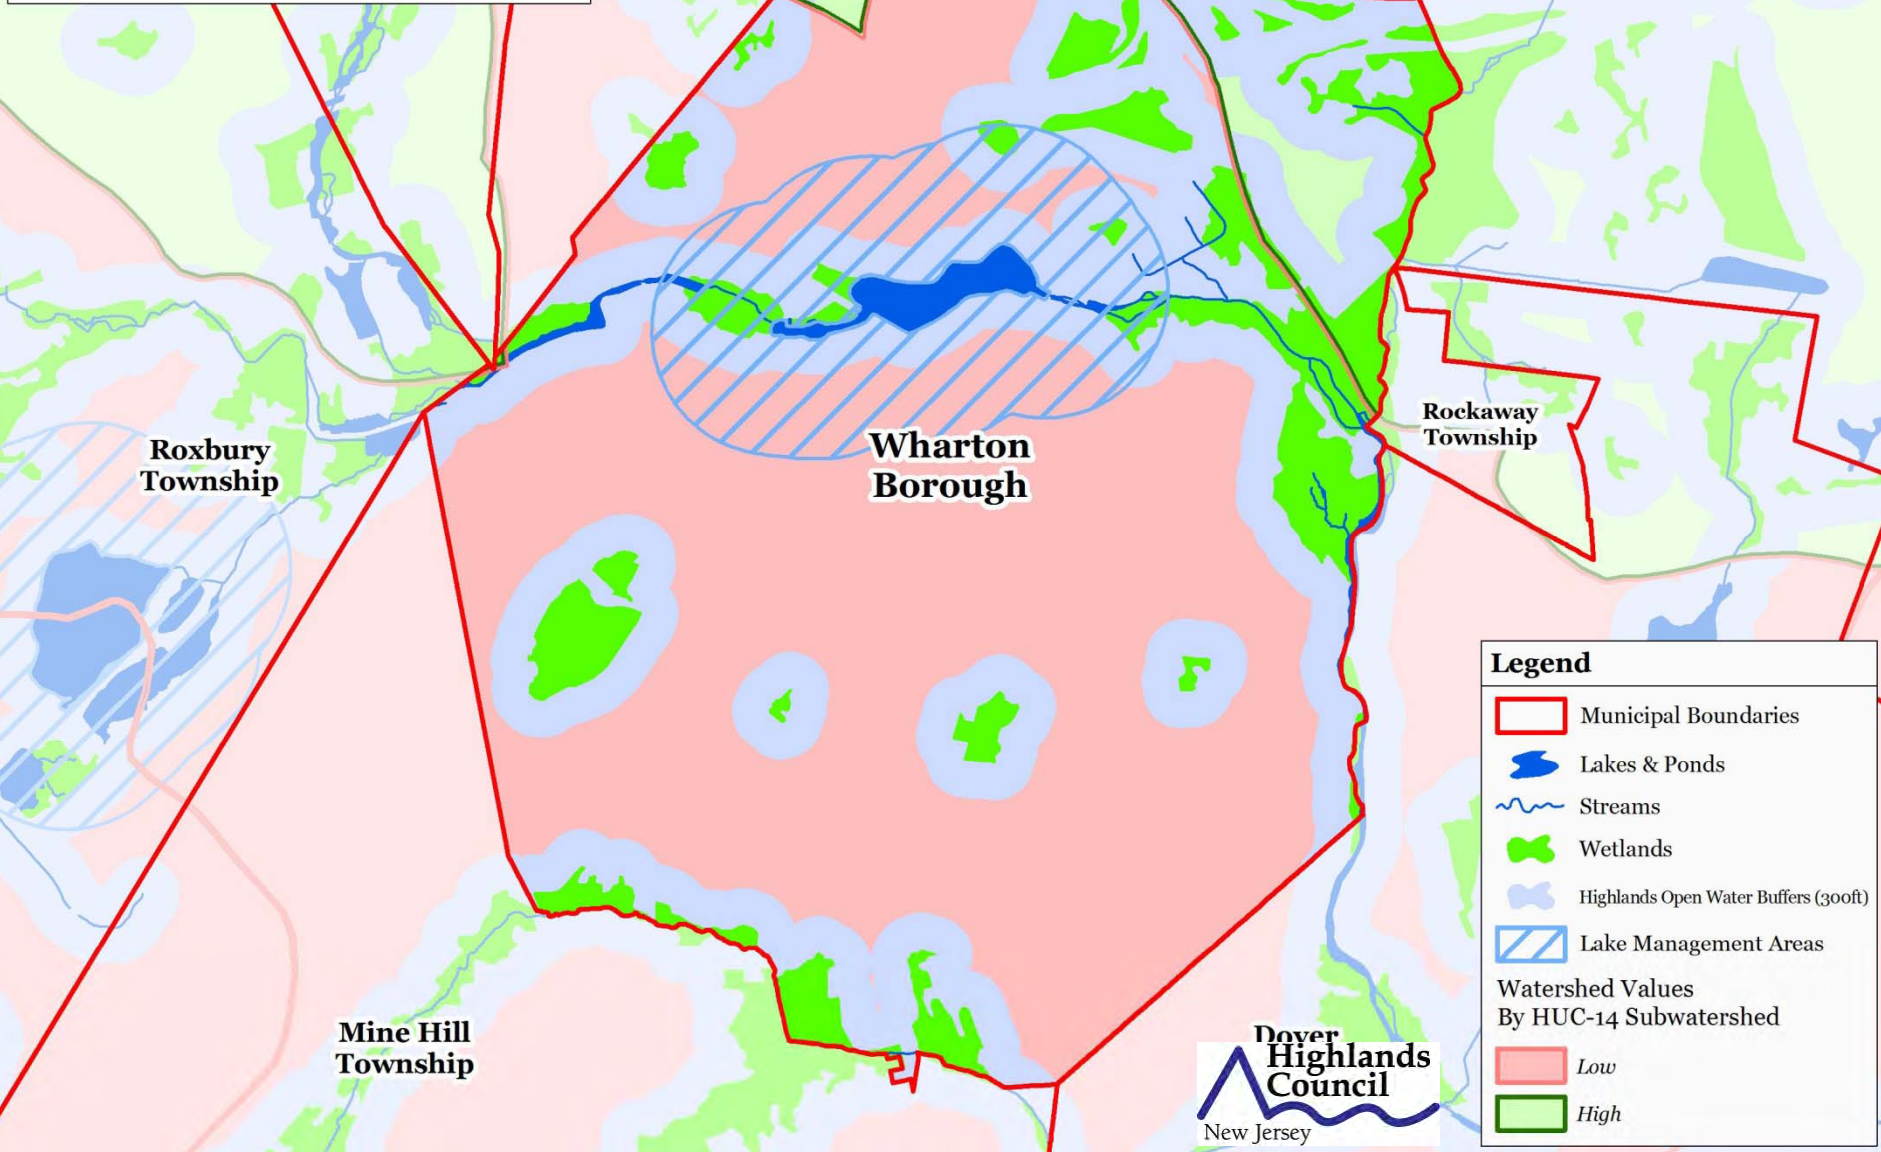 Wharton
Borough
Rockaway
Township
Roxbury
Township
Mine Hill
Township
Dover
Highlands
Council
New Jersey
Legend
Municipal Boundaries
Lakes & Ponds
Streams
Wetlands
Highlands Open Water Buffers (300ft)
Lake Management Areas
Watershed Values
By HUC-14 Subwatershed
Low
High